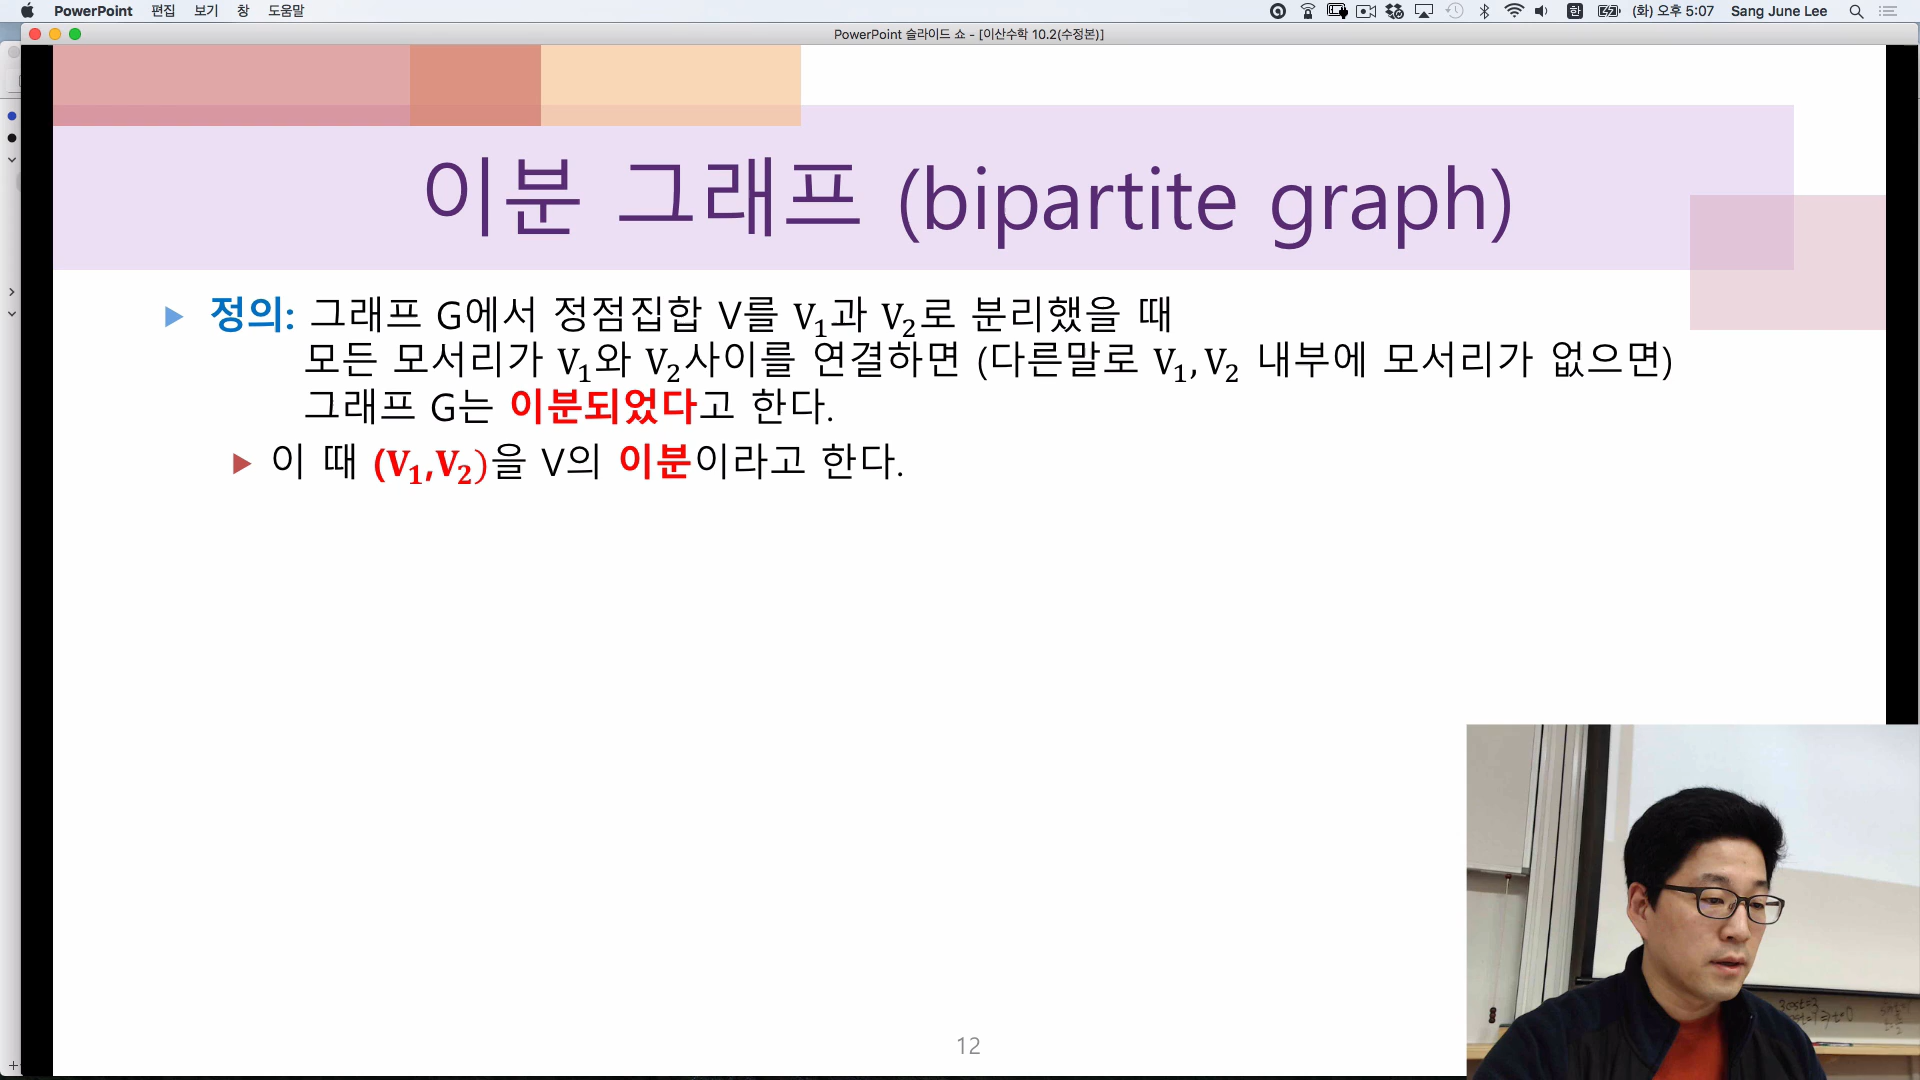 PowerPoint 편집 보기 창 도움말 한 (화) 오후 5:07 Sang June Lee
PowerPoint 슬라이드 쇼 - [이산수학 10.2(수정본)]
이분 그래프 (bipartite graph)
정의: 그래프 G에서 정점집합 V를 V₁과 V₂로 분리했을 때
모든 모서리가 V₁와 V₂사이를 연결하면 (다른말로 V₁,V₂ 내부에 모서리가 없으면)
그래프 G는 이분되었다고 한다.
이 때 (V₁,V₂)을 V의 이분이라고 한다.
12